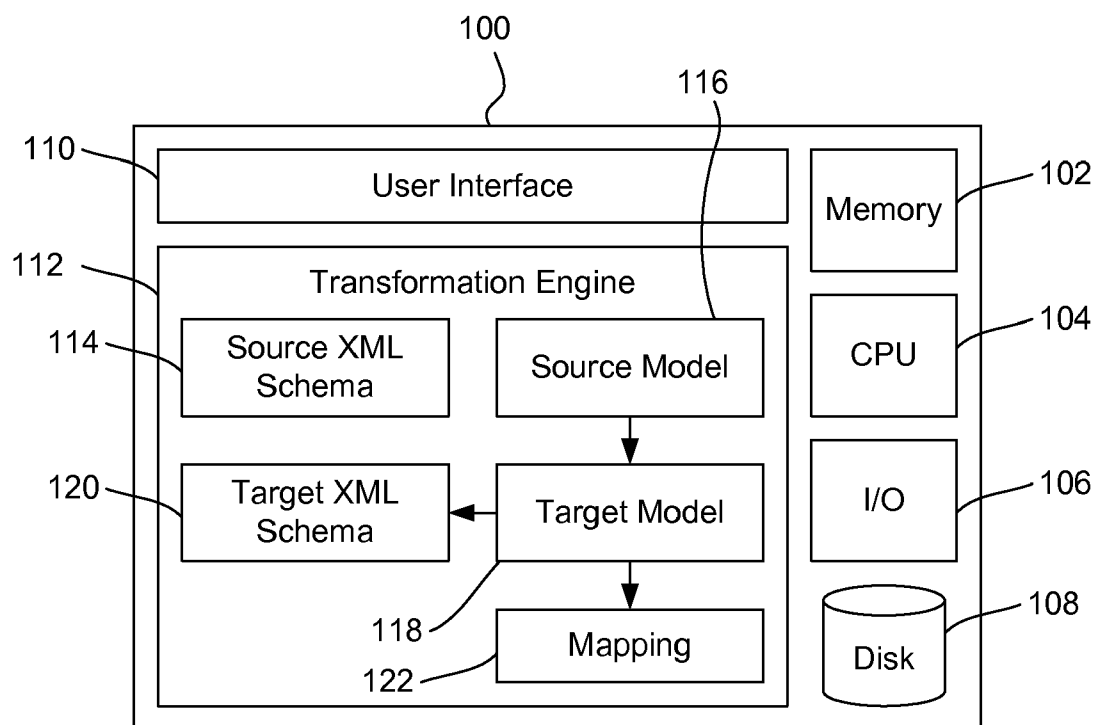 100
116
110
User Interface
Memory
102
112
Transformation Engine
114
Source XML
Schema
Source Model
CPU
104
120
Target XML
Schema
Target Model
I/O
106
118
Mapping
122
Disk
108